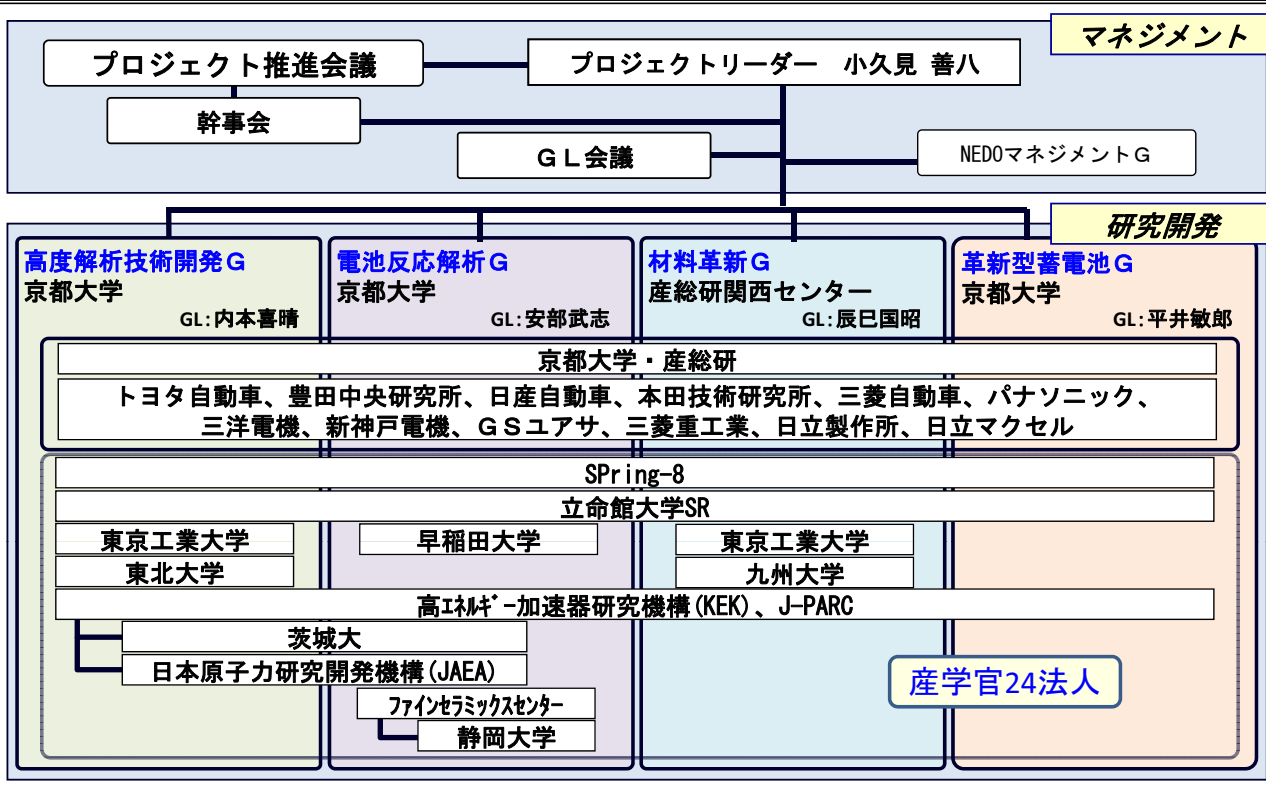 マネジメント
プロジェクト推進会議
プロジェクトリーダー 小久見 善八
幹事会
ＧＬ会議
NEDOマネジメントＧ
研究開発
高度解析技術開発Ｇ
京都大学
GL:内本喜晴
電池反応解析Ｇ
京都大学
GL:安部武志
材料革新Ｇ
産総研関西センター
GL:辰巳国昭
革新型蓄電池Ｇ
京都大学
GL:平井敏郎
京都大学・産総研
トヨタ自動車、豊田中央研究所、日産自動車、本田技術研究所、三菱自動車、パナソニック、
三洋電機、新神戸電機、ＧＳユアサ、三菱重工業、日立製作所、日立マクセル
SPring-8
立命館大学SR
東京工業大学
早稲田大学
東京工業大学
東北大学
九州大学
高ｴﾈﾙｷﾞｰ加速器研究機構(KEK)、J-PARC
茨城大
日本原子力研究開発機構(JAEA)
産学官24法人
ﾌｧｲﾝｾﾗﾐｯｸｽｾﾝﾀｰ
静岡大学